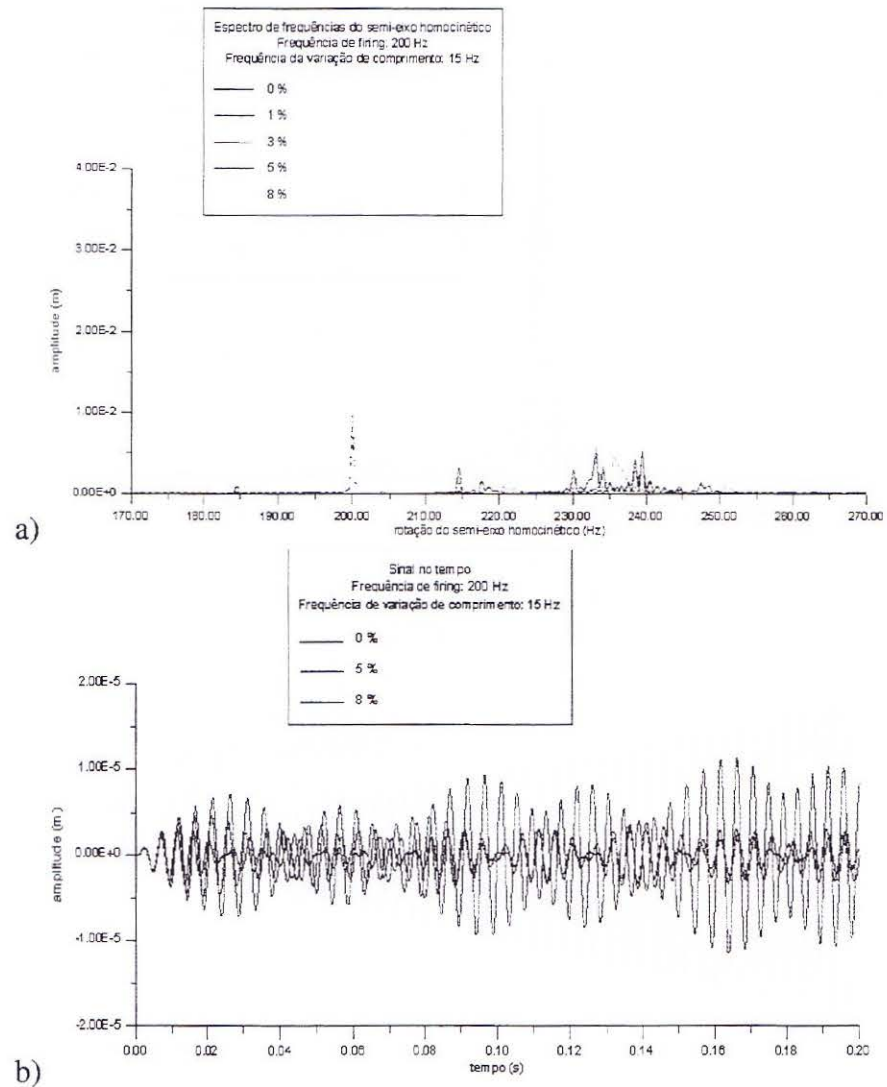 Espectro de frequências do semi-eixo homocinético
Frequência de firing: 200 Hz
Frequência da variação de comprimento: 15 Hz
0 %
1 %
3 %
5 %
8 %
4.00E-2
3.00E-2
2.00E-2
1.00E-2
0.00E+0
amplitude (m)
170.00 180.00 190.00 200.00 210.00 220.00 230.00 240.00 250.00 260.00 270.00
rotação do semi-eixo homocinético (Hz)
a)
Sinal no tempo
Frequência de firing: 200 Hz
Frequência de variação de comprimento: 15 Hz
0 %
5 %
8 %
2.00E-5
1.00E-5
0.00E+0
-1.00E-5
-2.00E-5
amplitude (m)
0.00 0.02 0.04 0.06 0.08 0.10 0.12 0.14 0.16 0.18 0.20
tempo (s)
b)